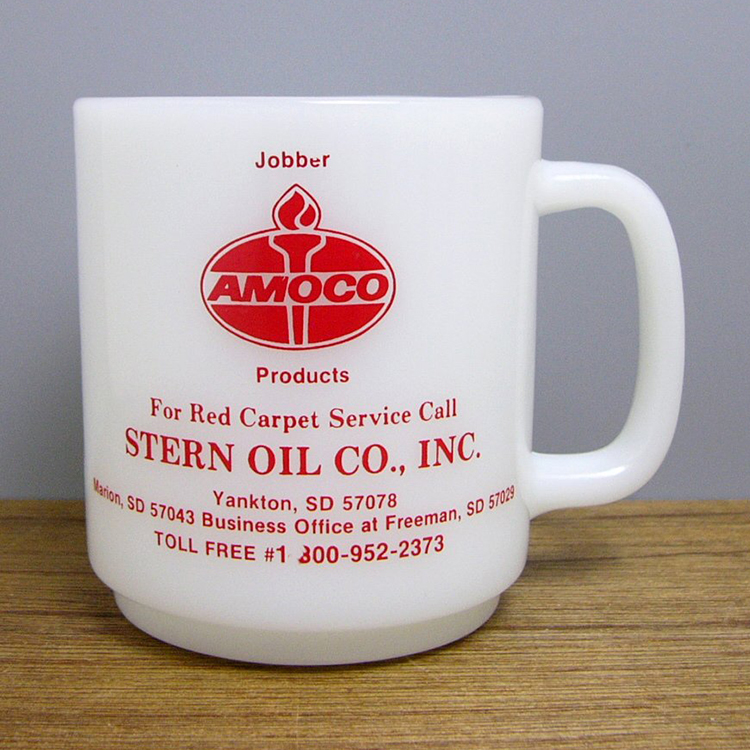 Jobber
AMOCO
Products
For Red Carpet Service Call
STERN OIL CO., INC.
Yankton, SD 57078
Marion, SD 57043 Business Office at Freeman, SD 57029
TOLL FREE #1 800-952-2373